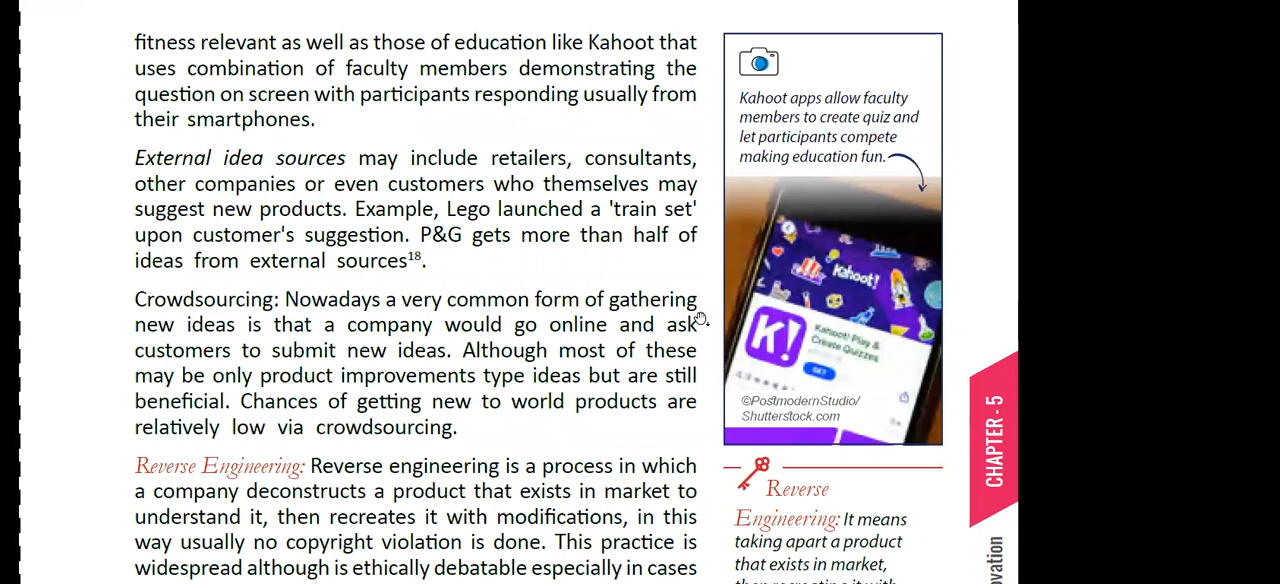 fitness relevant as well as those of education like Kahoot that
uses combination of faculty members demonstrating the
question on screen with participants responding usually from
their smartphones.
External idea sources may include retailers, consultants,
other companies or even customers who themselves may
suggest new products. Example, Lego launched a 'train set'
upon customer's suggestion. P&G gets more than half of
ideas from external sources18.
Crowdsourcing: Nowadays a very common form of gathering
new ideas is that a company would go online and ask
customers to submit new ideas. Although most of these
may be only product improvements type ideas but are still
beneficial. Chances of getting new to world products are
relatively low via crowdsourcing.
Reverse Engineering: Reverse engineering is a process in which
a company deconstructs a product that exists in market to
understand it, then recreates it with modifications, in this
way usually no copyright violation is done. This practice is
widespread although is ethically debatable especially in cases
Kahoot apps allow faculty
members to create quiz and
let participants compete
making education fun.
Kahoot!
K!
Kahoot! Play &
Create Quizzes
GET
©PostmodernStudio/
Shutterstock.com
Reverse
Engineering: It means
taking apart a product
that exists in market,
then recreating it with
CHAPTER - 5
ovation